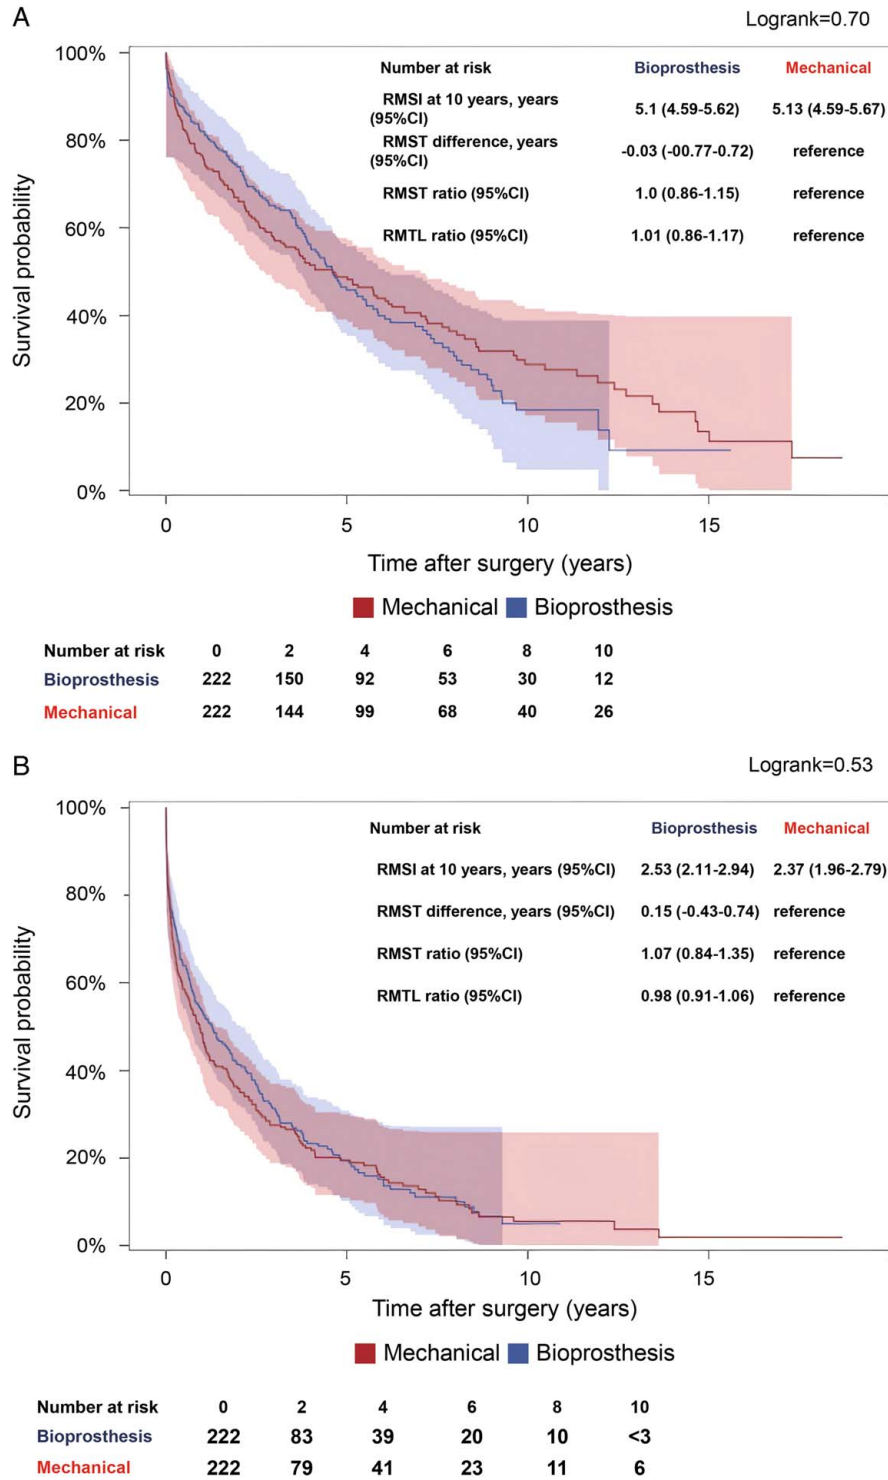 A
Logrank=0.70
Number at risk Bioprosthesis Mechanical
RMSI at 10 years, years
(95%CI) 5.1 (4.59-5.62) 5.13 (4.59-5.67)
RMST difference, years
(95%CI) -0.03 (-00.77-0.72) reference
RMST ratio (95%CI) 1.0 (0.86-1.15) reference
RMTL ratio (95%CI) 1.01 (0.86-1.17) reference
Survival probability
100%
80%
60%
40%
20%
0%
0 5 10 15
Time after surgery (years)
Mechanical Bioprosthesis
Number at risk 0 2 4 6 8 10
Bioprosthesis 222 150 92 53 30 12
Mechanical 222 144 99 68 40 26
B
Logrank=0.53
Number at risk Bioprosthesis Mechanical
RMSI at 10 years, years (95%CI) 2.53 (2.11-2.94) 2.37 (1.96-2.79)
RMST difference, years (95%CI) 0.15 (-0.43-0.74) reference
RMST ratio (95%CI) 1.07 (0.84-1.35) reference
RMTL ratio (95%CI) 0.98 (0.91-1.06) reference
Survival probability
100%
80%
60%
40%
20%
0%
0 5 10 15
Time after surgery (years)
Mechanical Bioprosthesis
Number at risk 0 2 4 6 8 10
Bioprosthesis 222 83 39 20 10 <3
Mechanical 222 79 41 23 11 6